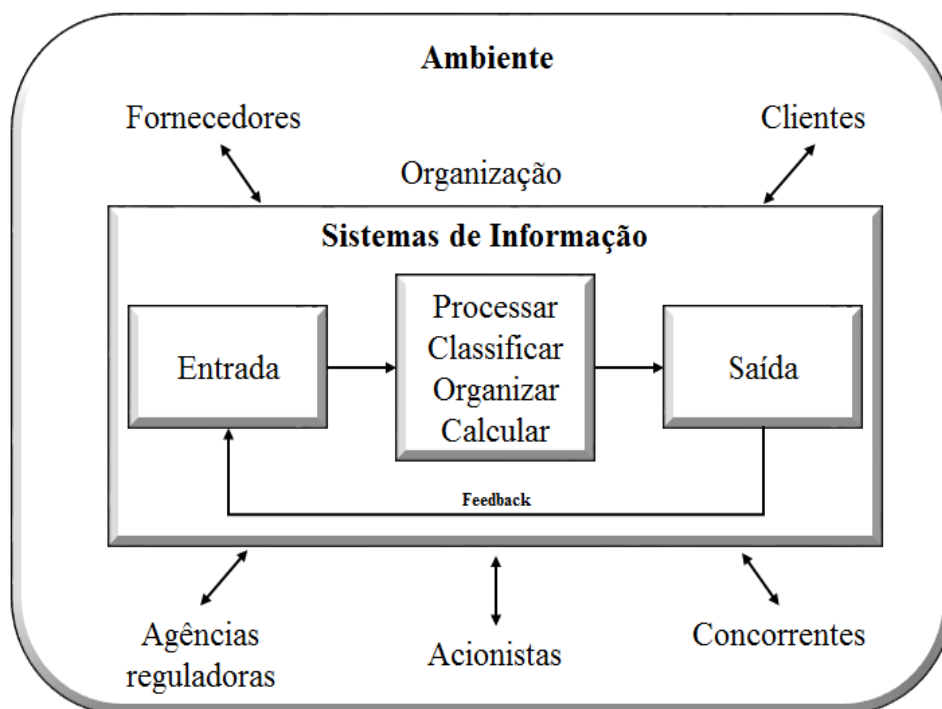 Ambiente
Fornecedores
Clientes
Organização
Sistemas de Informação
Entrada
Processar
Classificar
Organizar
Calcular
Saída
Feedback
Agências
reguladoras
Acionistas
Concorrentes